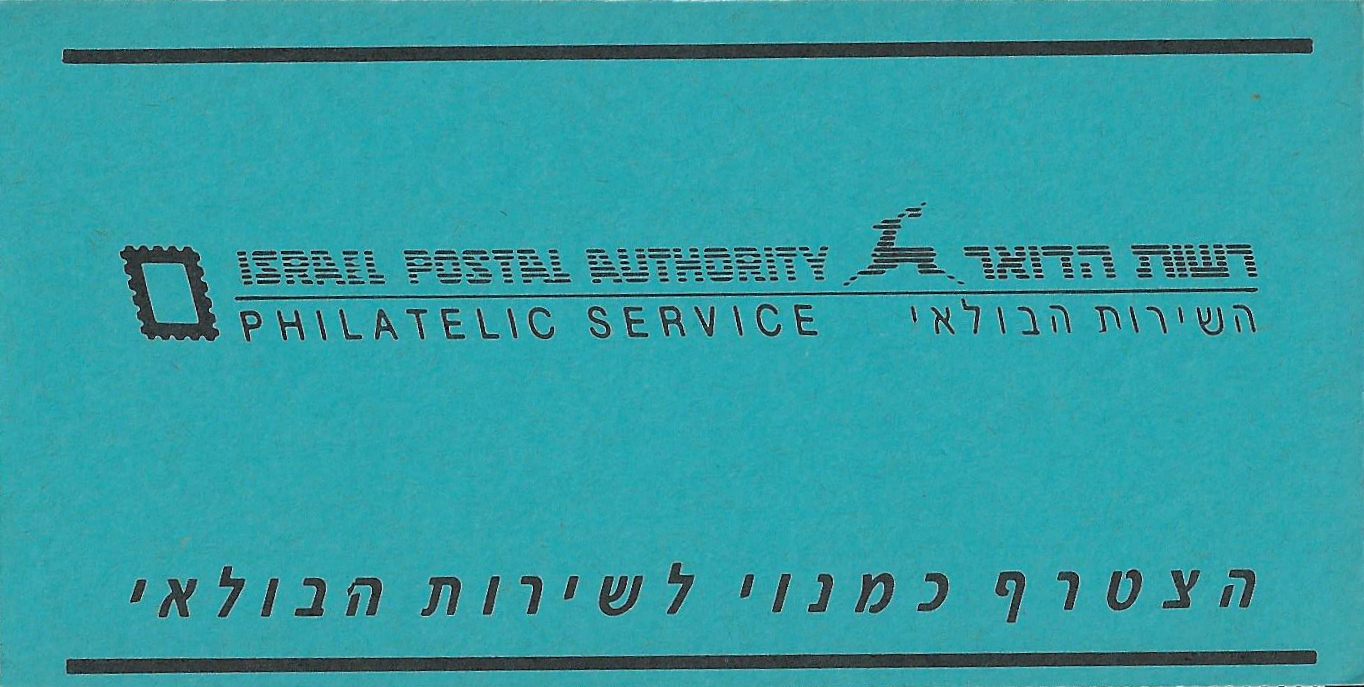 ISRAEL POSTAL AUTHORITY רשות הדואר
PHILATELIC SERVICE השירות הבולאי
הצטרף כמנוי לשירות הבולאי